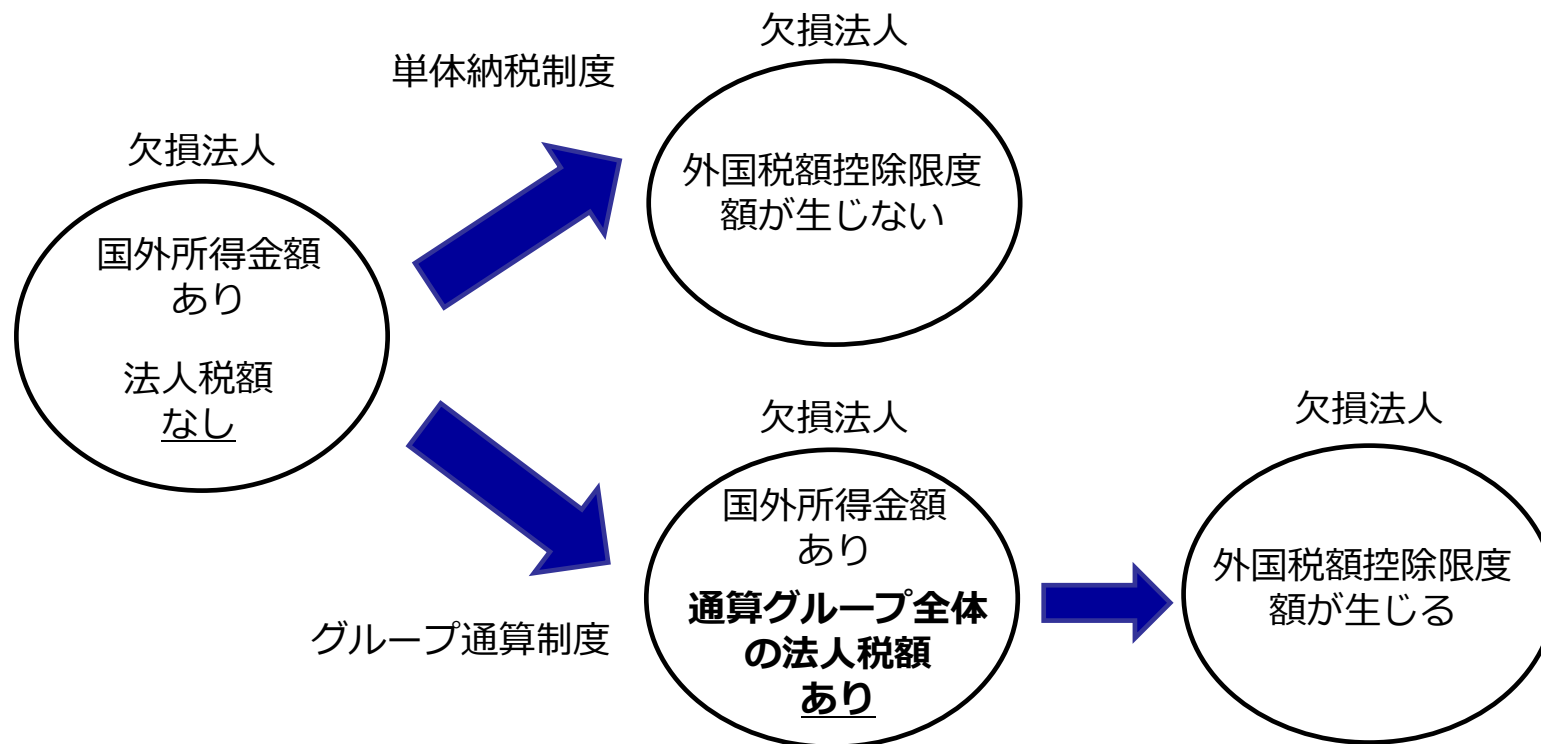 欠損法人
国外所得金額
あり
法人税額
なし
単体納税制度
欠損法人
外国税額控除限度
額が生じない
グループ通算制度
欠損法人
国外所得金額
あり
通算グループ全体
の法人税額
あり
欠損法人
外国税額控除限度
額が生じる